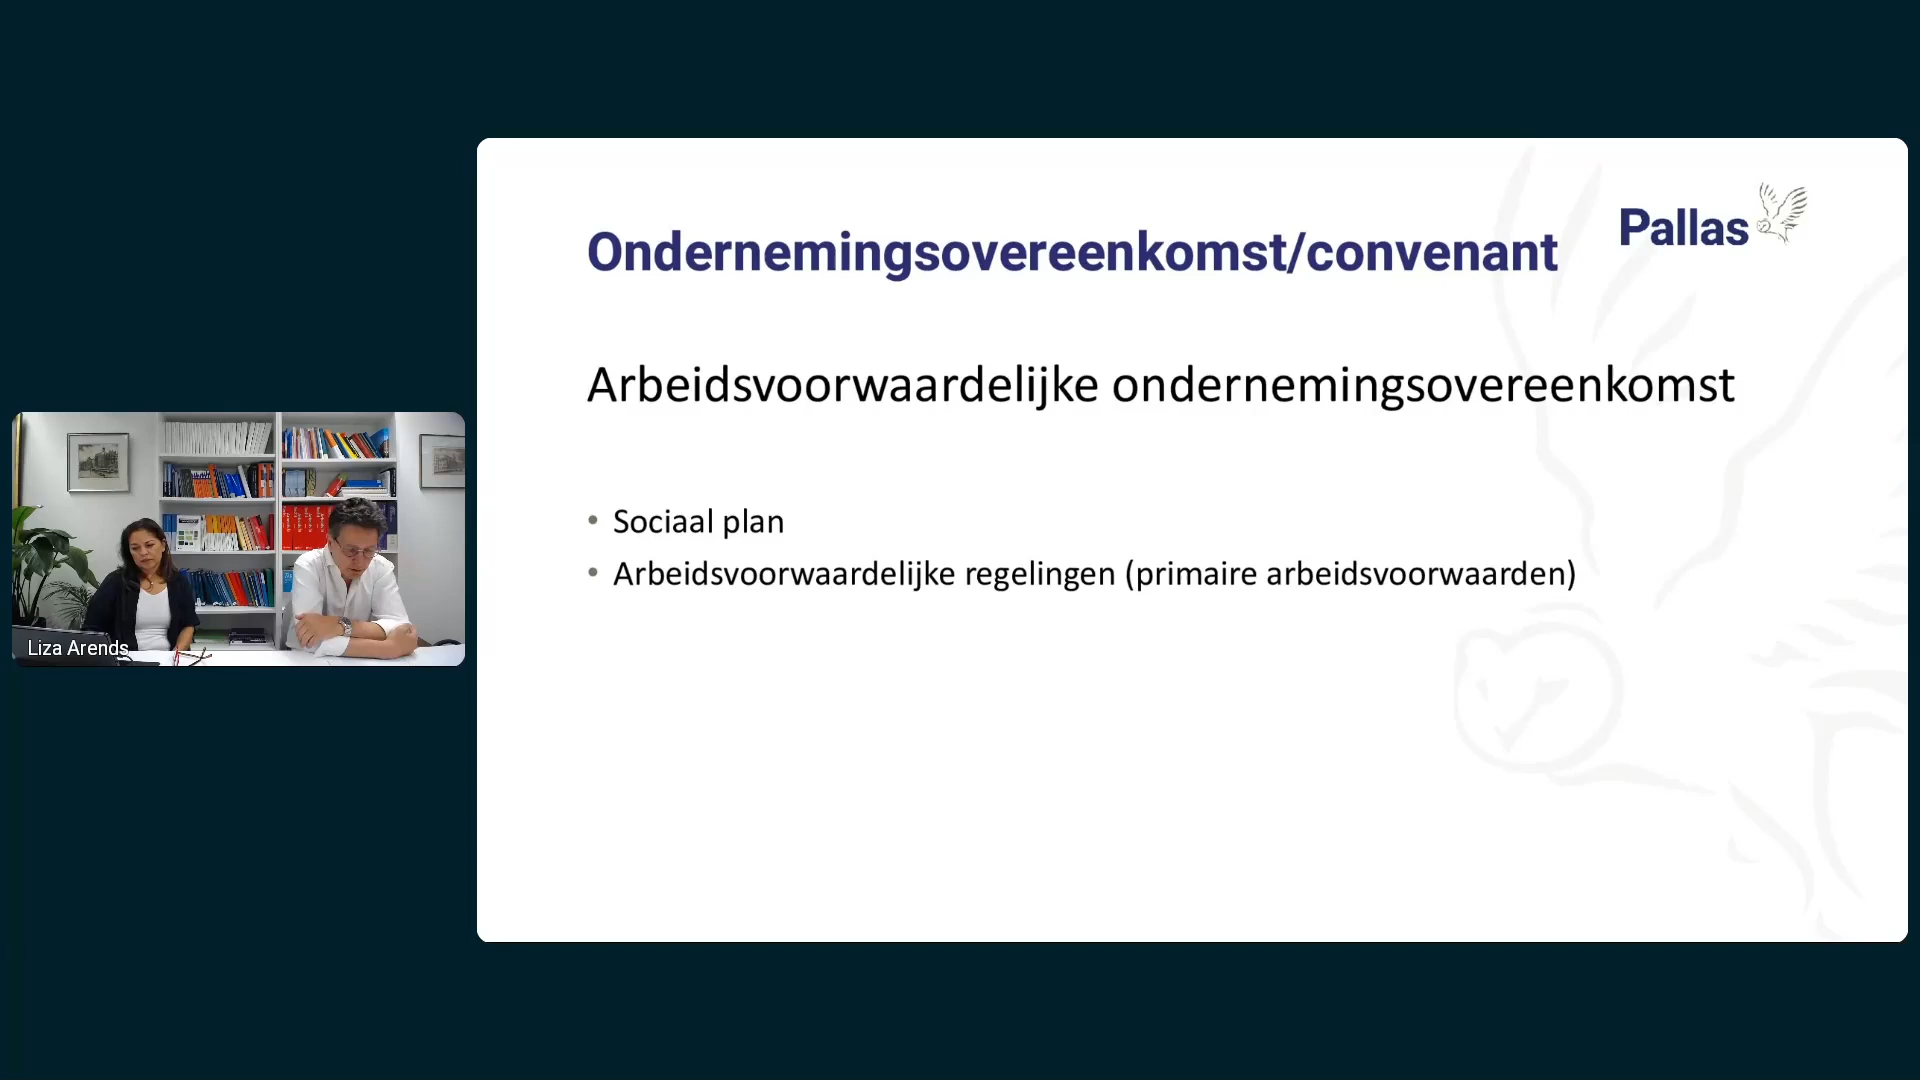 Pallas
Ondernemingsovereenkomst/convenant
Arbeidsvoorwaardelijke ondernemingsovereenkomst
• Sociaal plan
• Arbeidsvoorwaardelijke regelingen (primaire arbeidsvoorwaarden)
Liza Arends